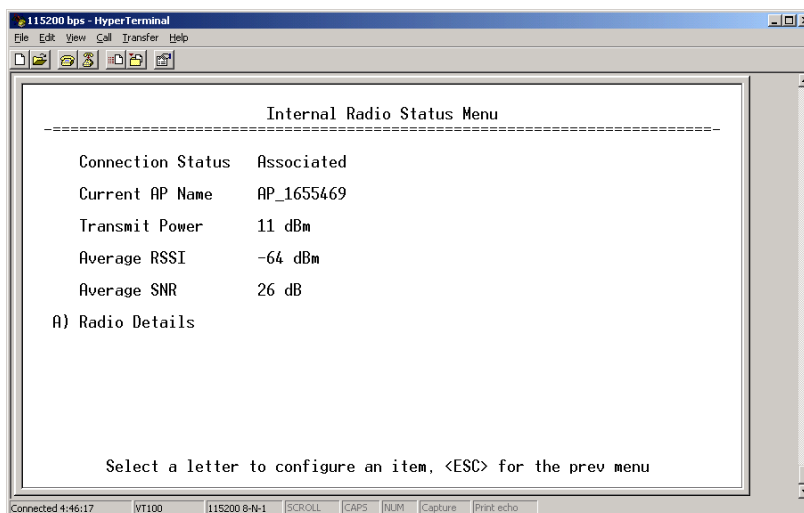 115200 bps - HyperTerminal
File Edit View Call Transfer Help
Internal Radio Status Menu
-==========================================================================-
Connection Status Associated
Current AP Name AP_1655469
Transmit Power 11 dBm
Average RSSI -64 dBm
Average SNR 26 dB
A) Radio Details
Select a letter to configure an item, <ESC> for the prev menu
Connected 4:46:17 VT100 115200 8-N-1 SCROLL CAPS NUM Capture Print echo